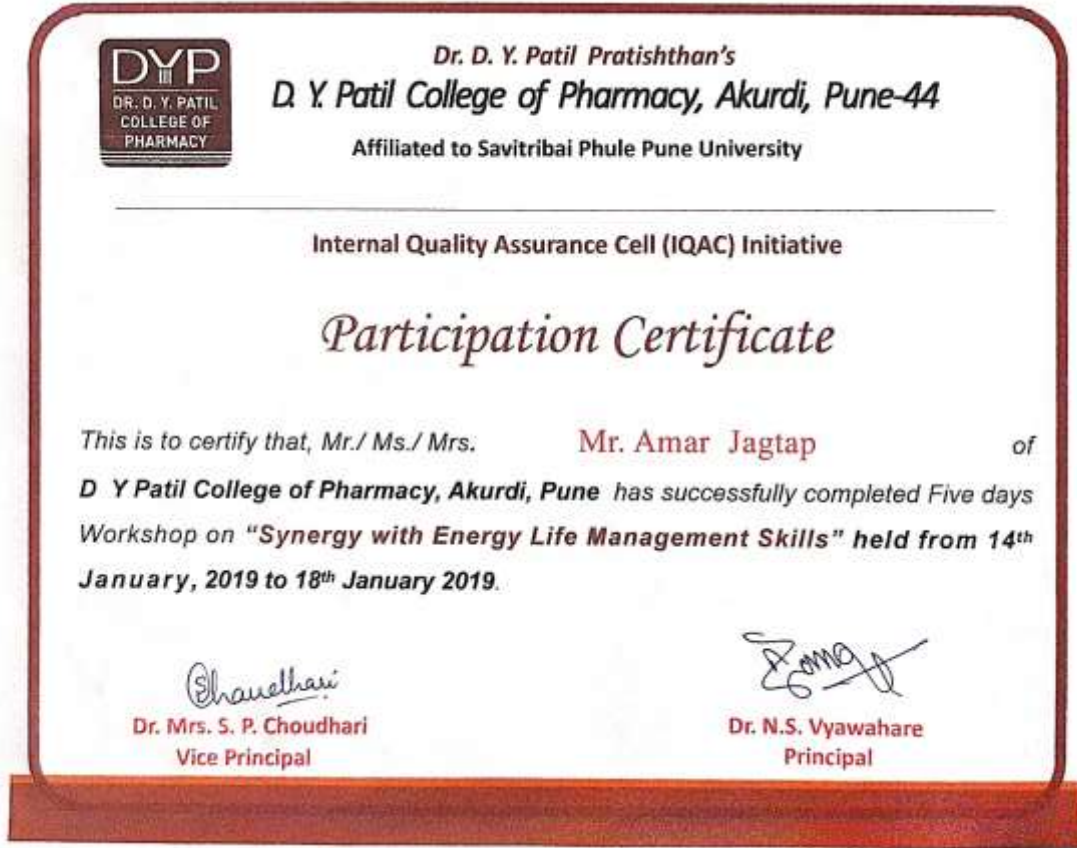 DYP
DR. D. Y. PATIL
COLLEGE OF
PHARMACY
Dr. D. Y. Patil Pratishthan's
D. Y. Patil College of Pharmacy, Akurdi, Pune-44
Affiliated to Savitribai Phule Pune University
Internal Quality Assurance Cell (IQAC) Initiative
Participation Certificate
This is to certify that, Mr./ Ms./ Mrs. Mr. Amar Jagtap of
D Y Patil College of Pharmacy, Akurdi, Pune has successfully completed Five days
Workshop on “Synergy with Energy Life Management Skills” held from 14th
January, 2019 to 18th January 2019.
Dr. Mrs. S. P. Choudhari
Vice Principal
Dr. N.S. Vyawahare
Principal